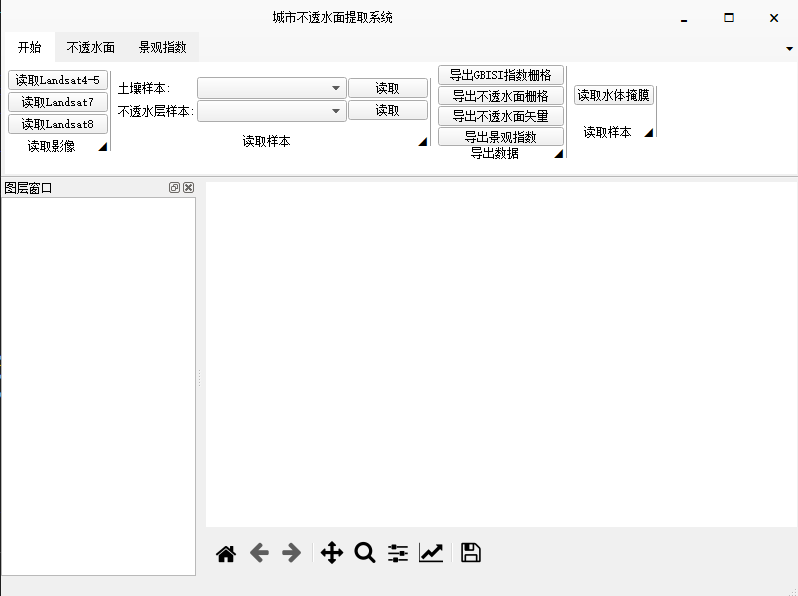 城市不透水面提取系统
开始 不透水面 景观指数
读取Landsat4-5
读取Landsat7
读取Landsat8
读取影像
土壤样本: 读取
不透水层样本: 读取
读取样本
导出GBISI指数栅格
导出不透水面栅格
导出不透水面矢量
导出景观指数
导出数据
读取水体掩膜
读取样本
图层窗口